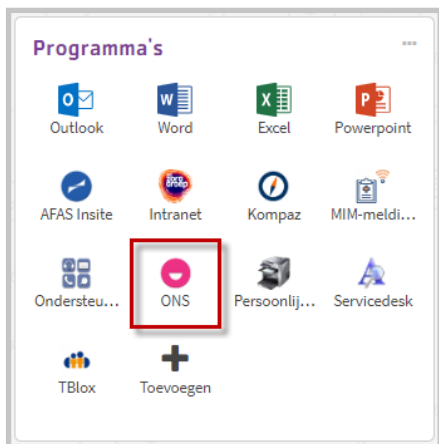 Programma's
Outlook
Word
Excel
Powerpoint
AFAS Insite
Intranet
Kompaz
MIM-meldi...
Ondersteu...
ONS
Persoonlij...
Servicedesk
TBlox
Toevoegen